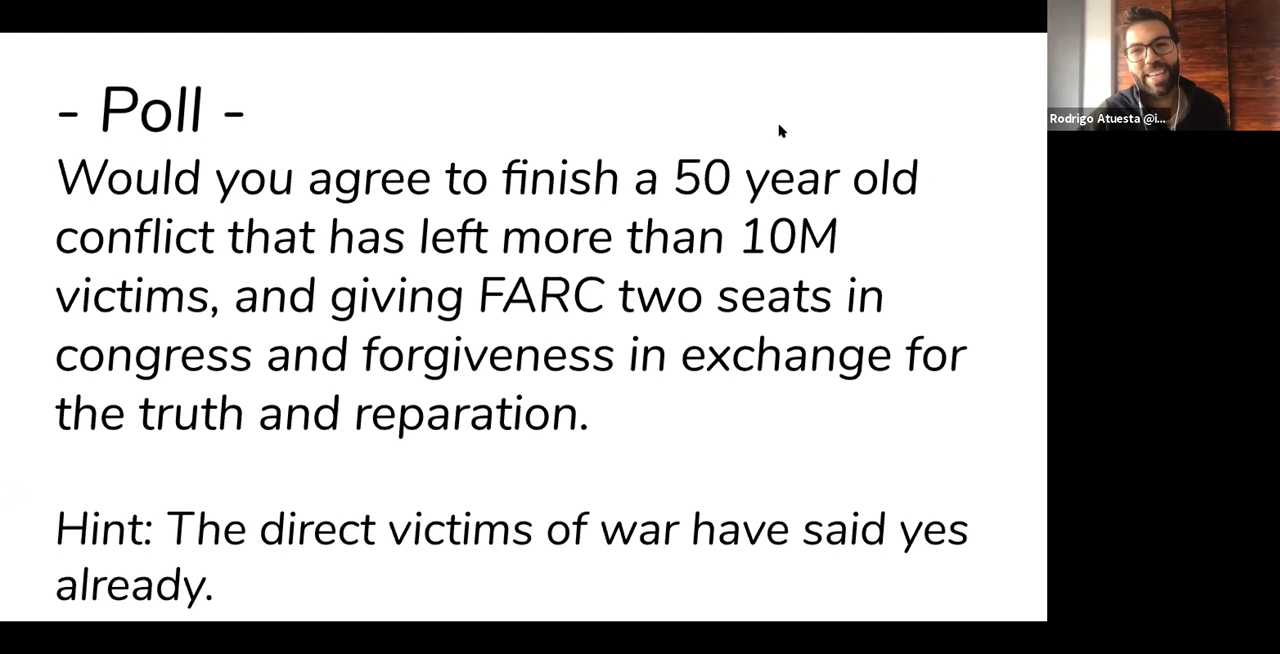 - Poll -
Would you agree to finish a 50 year old
conflict that has left more than 10M
victims, and giving FARC two seats in
congress and forgiveness in exchange for
the truth and reparation.
Hint: The direct victims of war have said yes
already.
Rodrigo Atuesta @i...